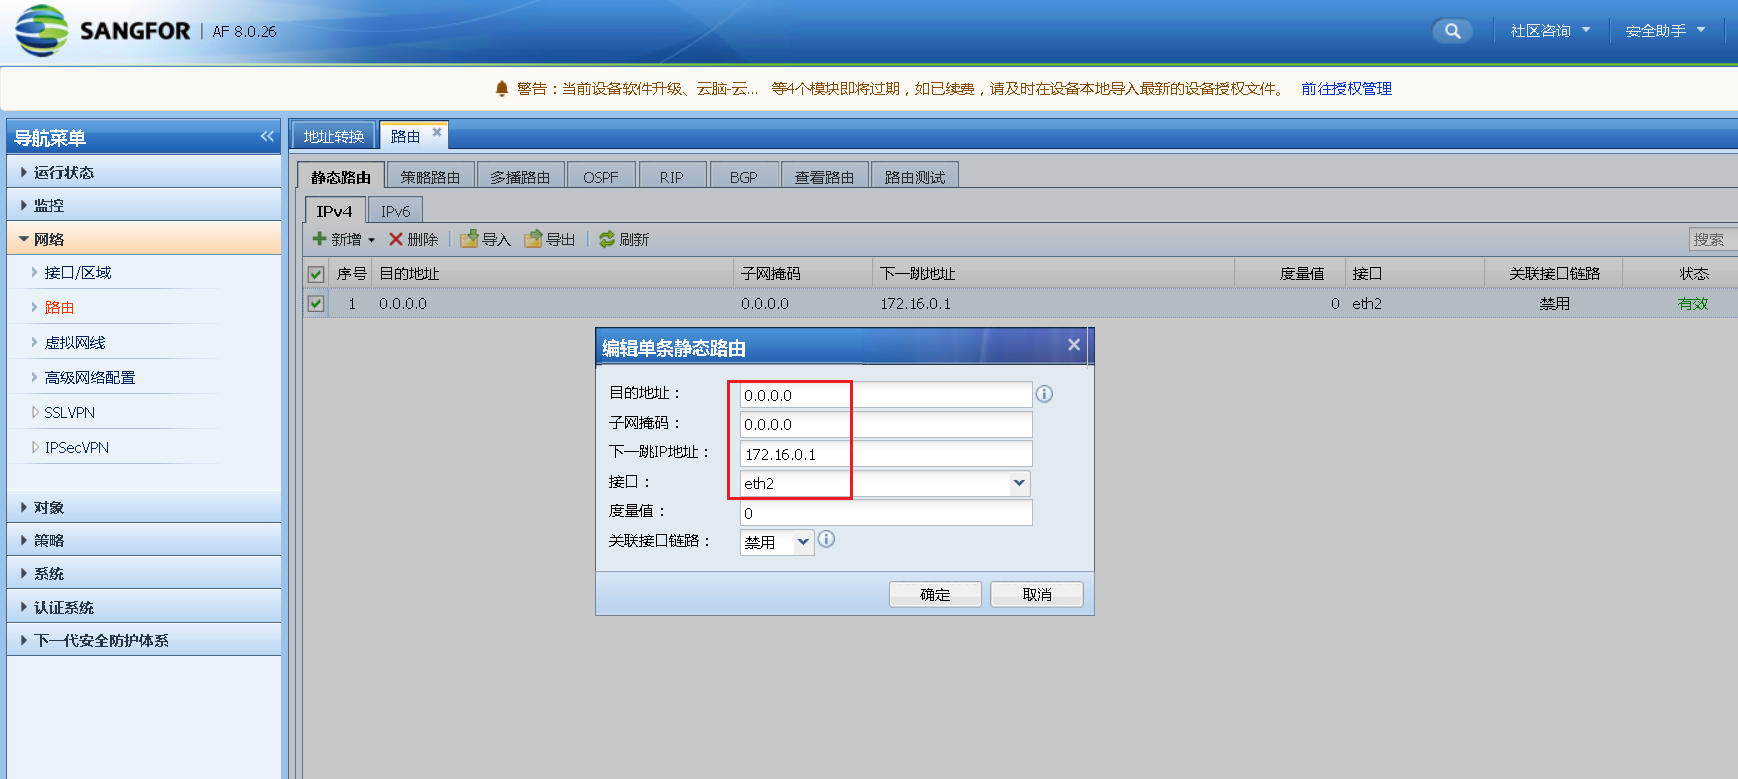 SANGFOR | AF 8.0.26
社区咨询
安全助手
警告：当前设备软件升级、云脑-云... 等4个模块即将过期，如已续费，请及时在设备本地导入最新的设备授权文件。 前往授权管理
导航菜单
运行状态
监控
网络
接口/区域
路由
虚拟网线
高级网络配置
SSLVPN
IPSecVPN
对象
策略
系统
认证系统
下一代安全防护体系
地址转换 路由
静态路由 策略路由 多播路由 OSPF RIP BGP 查看路由 路由测试
IPv4 IPv6
新增 删除 导入 导出 刷新 搜索
序号 目的地址 子网掩码 下一跳地址 度量值 接口 关联接口链路 状态
1 0.0.0.0 0.0.0.0 172.16.0.1 0 eth2 禁用 有效
编辑单条静态路由
目的地址： 0.0.0.0
子网掩码： 0.0.0.0
下一跳IP地址： 172.16.0.1
接口： eth2
度量值： 0
关联接口链路： 禁用
确定 取消